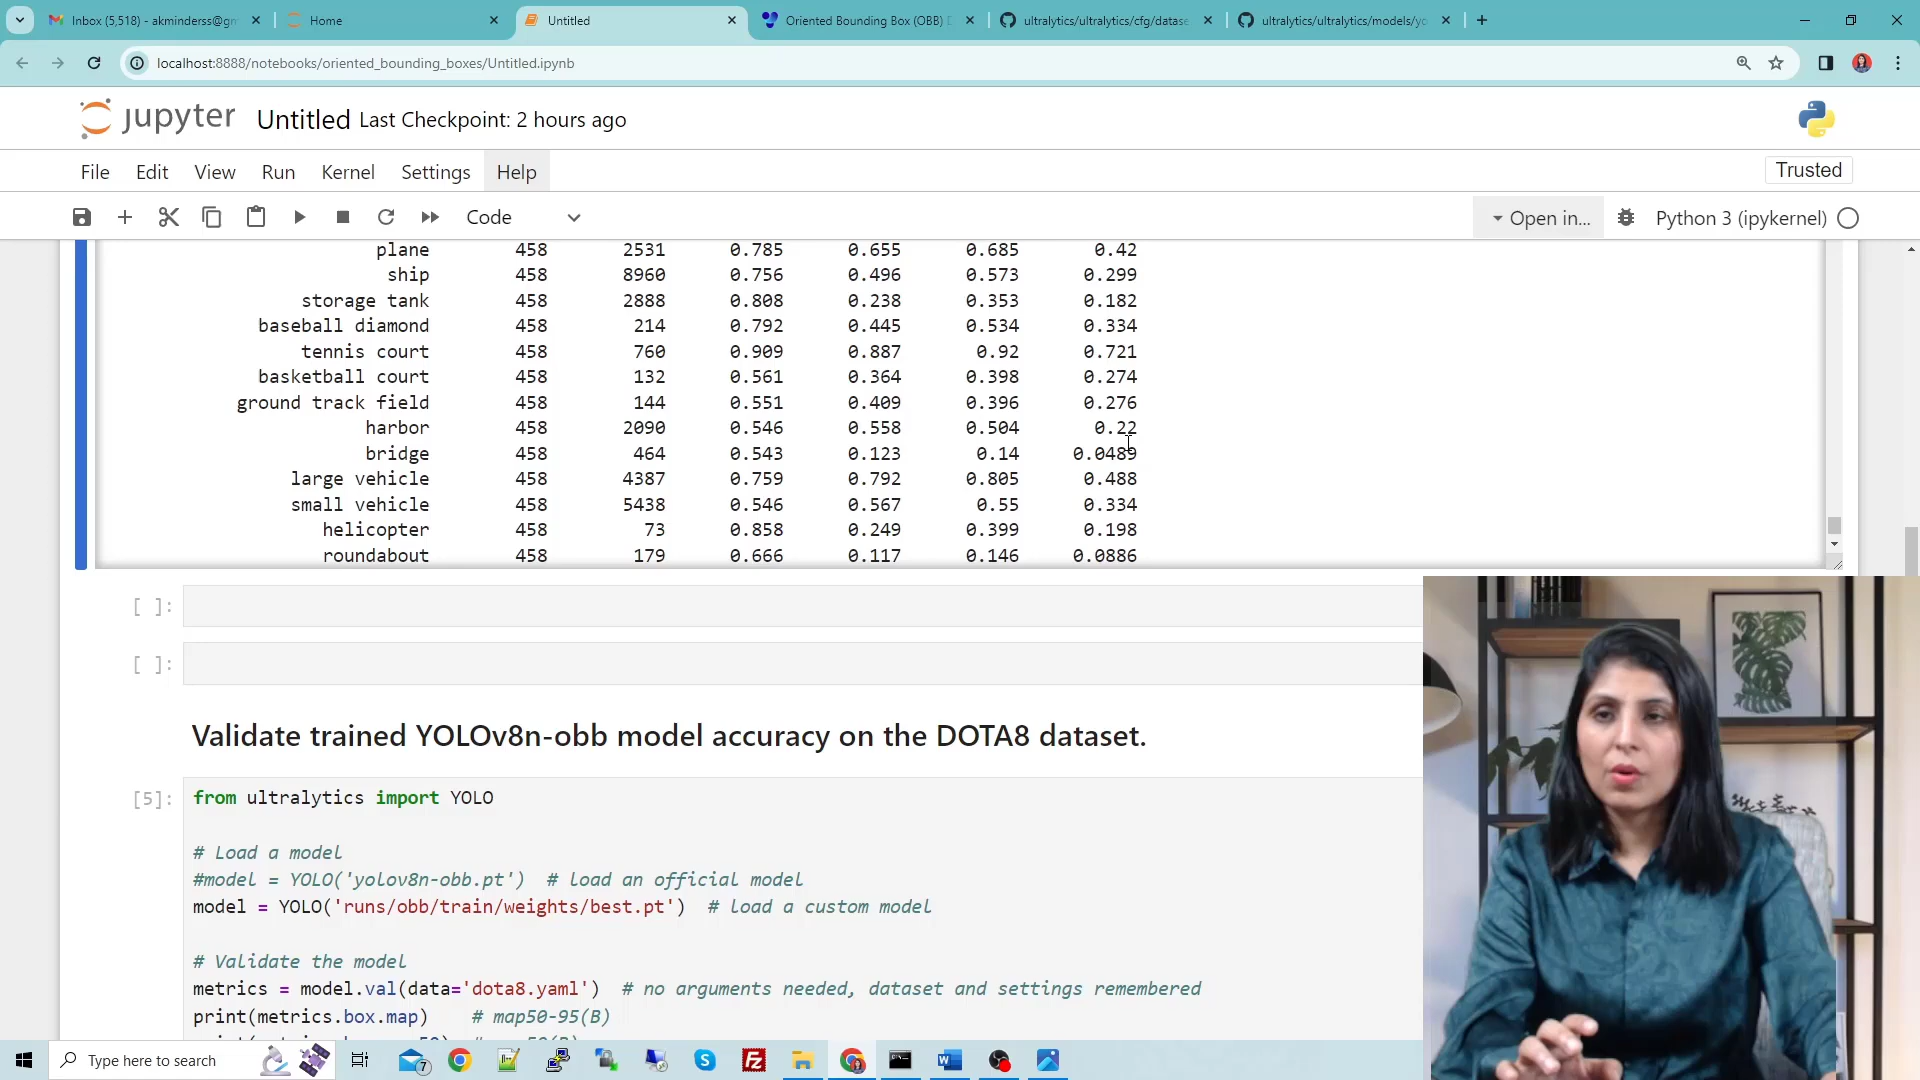 Inbox (5,518) - akminderss@gm
Home
Untitled
Oriented Bounding Box (OBB) D
ultralytics/ultralytics/cfg/datase
ultralytics/ultralytics/models/yo
localhost:8888/notebooks/oriented_bounding_boxes/Untitled.ipynb
jupyter Untitled Last Checkpoint: 2 hours ago
File Edit View Run Kernel Settings Help
Trusted
Code
Open in...
Python 3 (ipykernel)
plane 458 2531 0.785 0.655 0.685 0.42
ship 458 8960 0.756 0.496 0.573 0.299
storage tank 458 2888 0.808 0.238 0.353 0.182
baseball diamond 458 214 0.792 0.445 0.534 0.334
tennis court 458 760 0.909 0.887 0.92 0.721
basketball court 458 132 0.561 0.364 0.398 0.274
ground track field 458 144 0.551 0.409 0.396 0.276
harbor 458 2090 0.546 0.558 0.504 0.22
bridge 458 464 0.543 0.123 0.14 0.0489
large vehicle 458 4387 0.759 0.792 0.805 0.488
small vehicle 458 5438 0.546 0.567 0.55 0.334
helicopter 458 73 0.858 0.249 0.399 0.198
roundabout 458 179 0.666 0.117 0.146 0.0886
[ ]:
[ ]:
Validate trained YOLOv8n-obb model accuracy on the DOTA8 dataset.
[5]: from ultralytics import YOLO
# Load a model
#model = YOLO('yolov8n-obb.pt') # load an official model
model = YOLO('runs/obb/train/weights/best.pt') # load a custom model
# Validate the model
metrics = model.val(data='dota8.yaml') # no arguments needed, dataset and settings remembered
print(metrics.box.map) # map50-95(B)
Type here to search
7